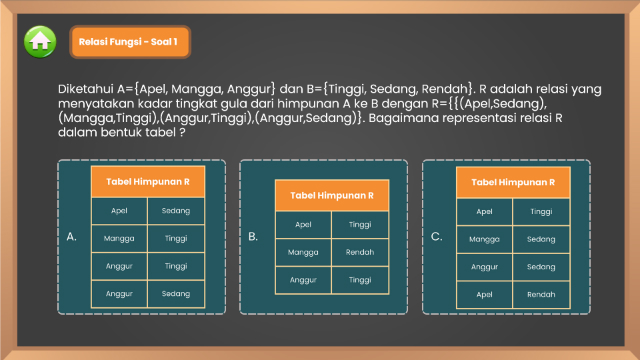 Relasi Fungsi - Soal 1
Diketahui A={Apel, Mangga, Anggur} dan B={Tinggi, Sedang, Rendah}. R adalah relasi yang
menyatakan kadar tingkat gula dari himpunan A ke B dengan R={{(Apel,Sedang),
(Mangga,Tinggi),(Anggur,Tinggi),(Anggur,Sedang)}. Bagaimana representasi relasi R
dalam bentuk tabel ?
A.
Tabel Himpunan R
Apel Sedang
Mangga Tinggi
Anggur Tinggi
Anggur Sedang
B.
Tabel Himpunan R
Apel Tinggi
Mangga Rendah
Anggur Tinggi
C.
Tabel Himpunan R
Apel Tinggi
Mangga Sedang
Anggur Sedang
Apel Rendah